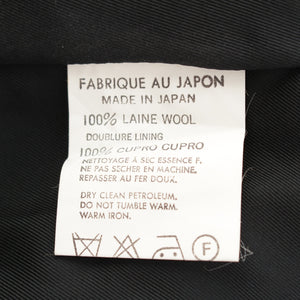 FABRIQUE AU JAPON
MADE IN JAPAN
100% LAINE WOOL
DOUBLURE LINING
100% CUPRO CUPRO
NETTOYAGE À SEC ESSENCE F.
NE PAS SÉCHER EN MACHINE.
REPASSER AU FER DOUX.
DRY CLEAN PETROLEUM.
DO NOT TUMBLE WARM.
WARM IRON.
F